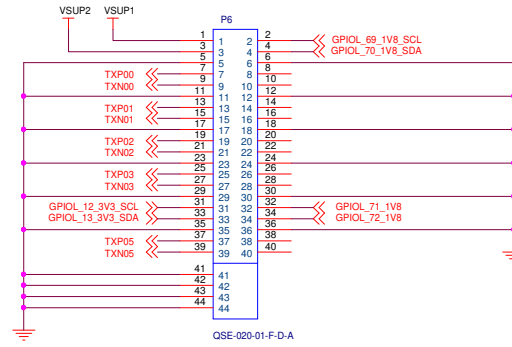 VSUP2 VSUP1
P6
1 1 2 2 GPIOL_69_1V8_SCL
3 3 4 4 GPIOL_70_1V8_SDA
5 5 6 6
TXP00 7 7 8 8
TXN00 9 9 10 10
11 11 12 12
TXP01 13 13 14 14
TXN01 15 15 16 16
17 17 18 18
TXP02 19 19 20 20
TXN02 21 21 22 22
23 23 24 24
TXP03 25 25 26 26
TXN03 27 27 28 28
29 29 30 30
GPIOL_12_3V3_SCL 31 31 32 32 GPIOL_71_1V8
GPIOL_13_3V3_SDA 33 33 34 34 GPIOL_72_1V8
35 35 36 36
TXP05 37 37 38 38
TXN05 39 39 40 40
41 41
42 42
43 43
44 44
QSE-020-01-F-D-A